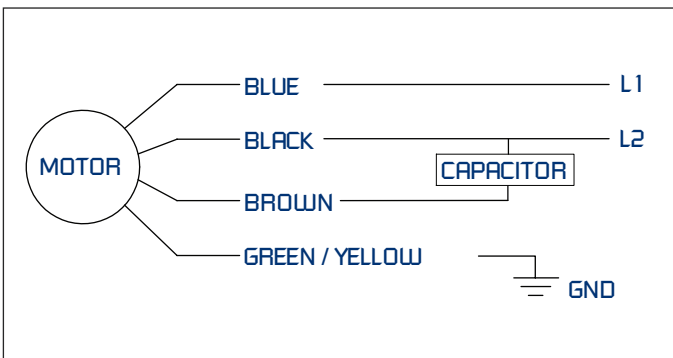 BLUE L1
BLACK L2
MOTOR CAPACITOR
BROWN
GREEN / YELLOW
GND